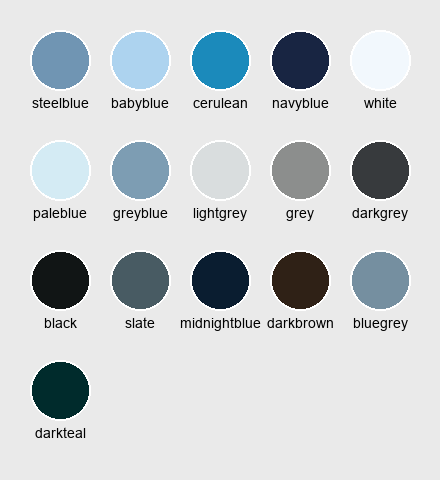 steelblue babyblue cerulean navyblue white
paleblue greyblue lightgrey grey darkgrey
black slate midnightblue darkbrown bluegrey
darkteal